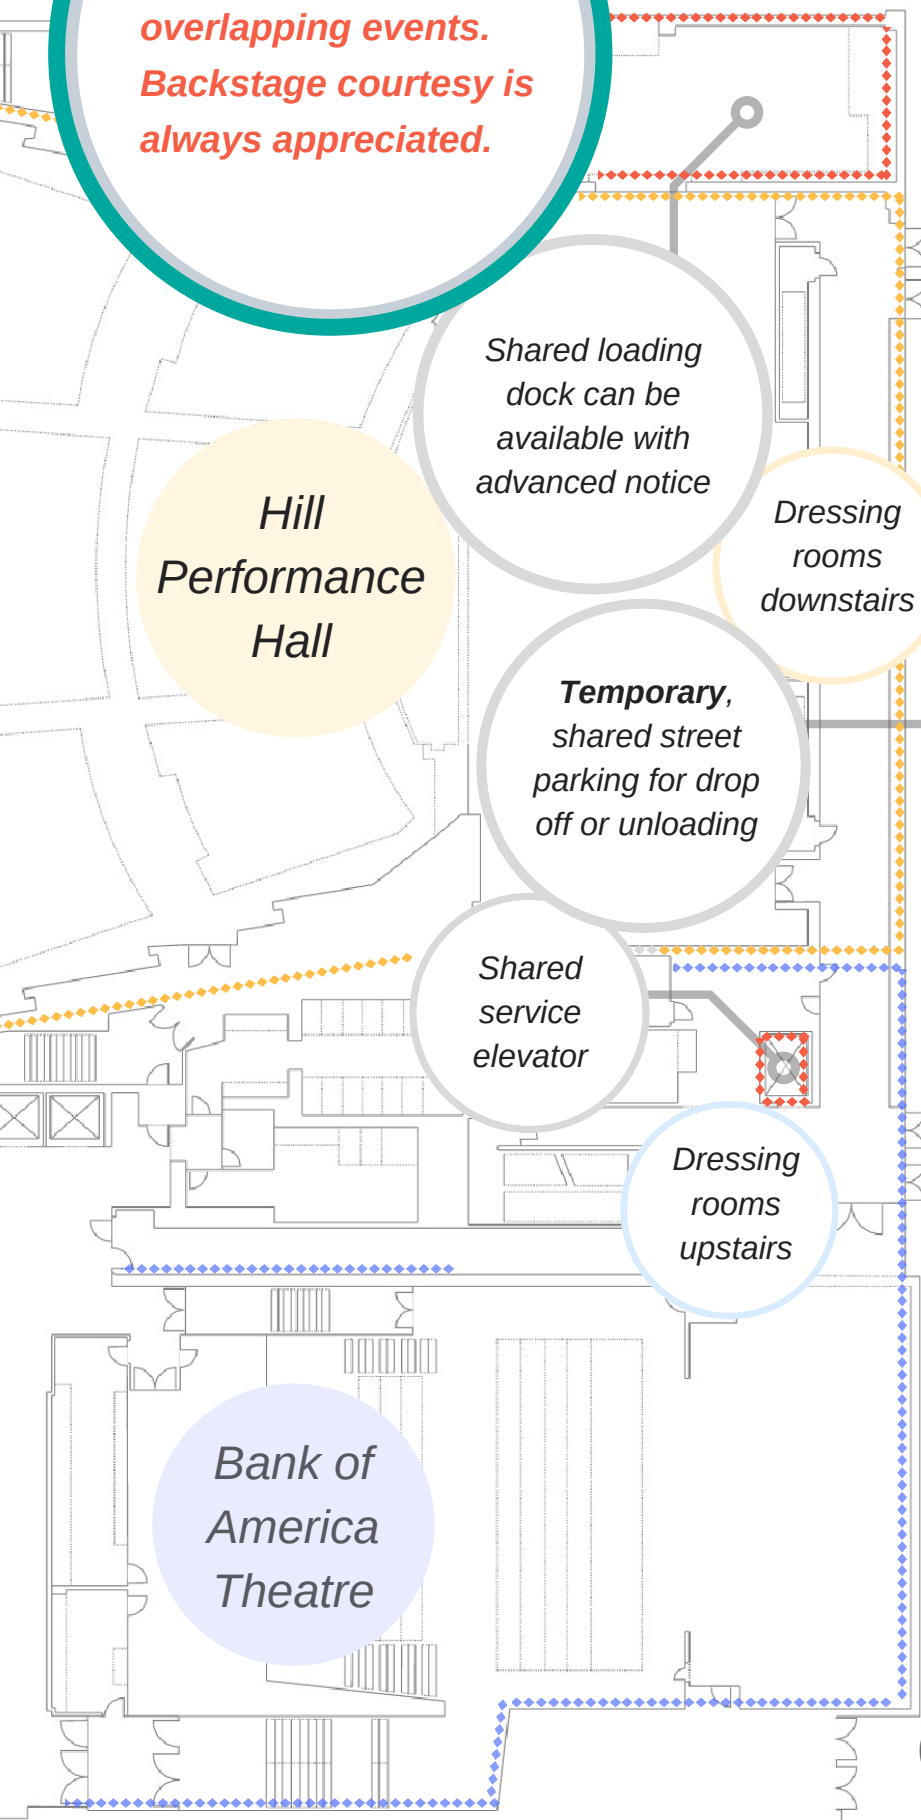 overlapping events.
Backstage courtesy is
always appreciated.
Shared loading
dock can be
available with
advanced notice
Hill
Performance
Hall
Dressing
rooms
downstairs
Temporary,
shared street
parking for drop
off or unloading
Shared
service
elevator
Dressing
rooms
upstairs
Bank of
America
Theatre